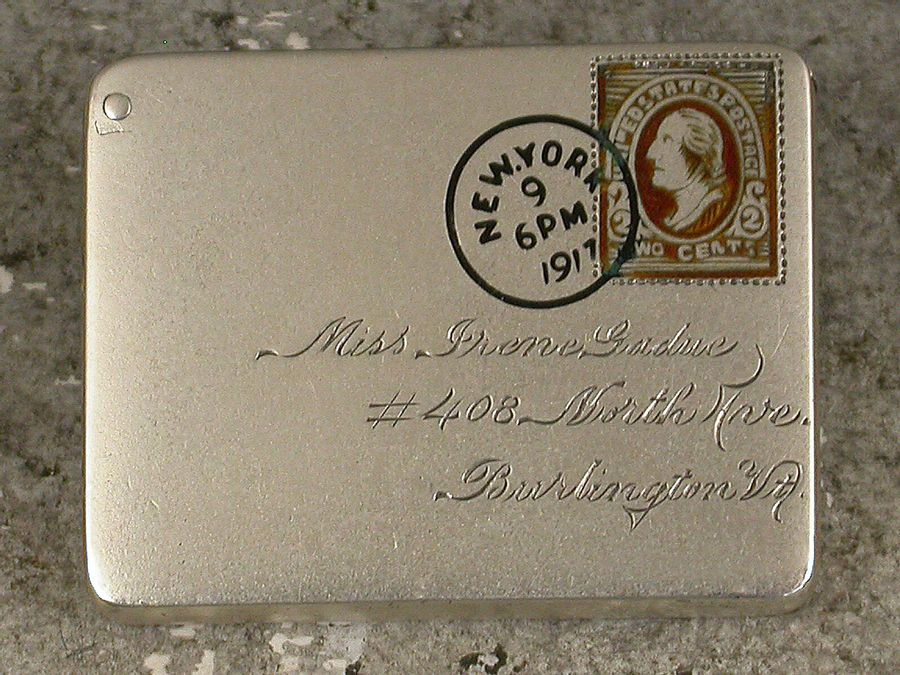 UNITED STATES POSTAGE
2 2
TWO CENTS
NEW.YORK
9
6PM
1917
Miss Irene Gadue
#408 North Ave.
Burlington Vt.